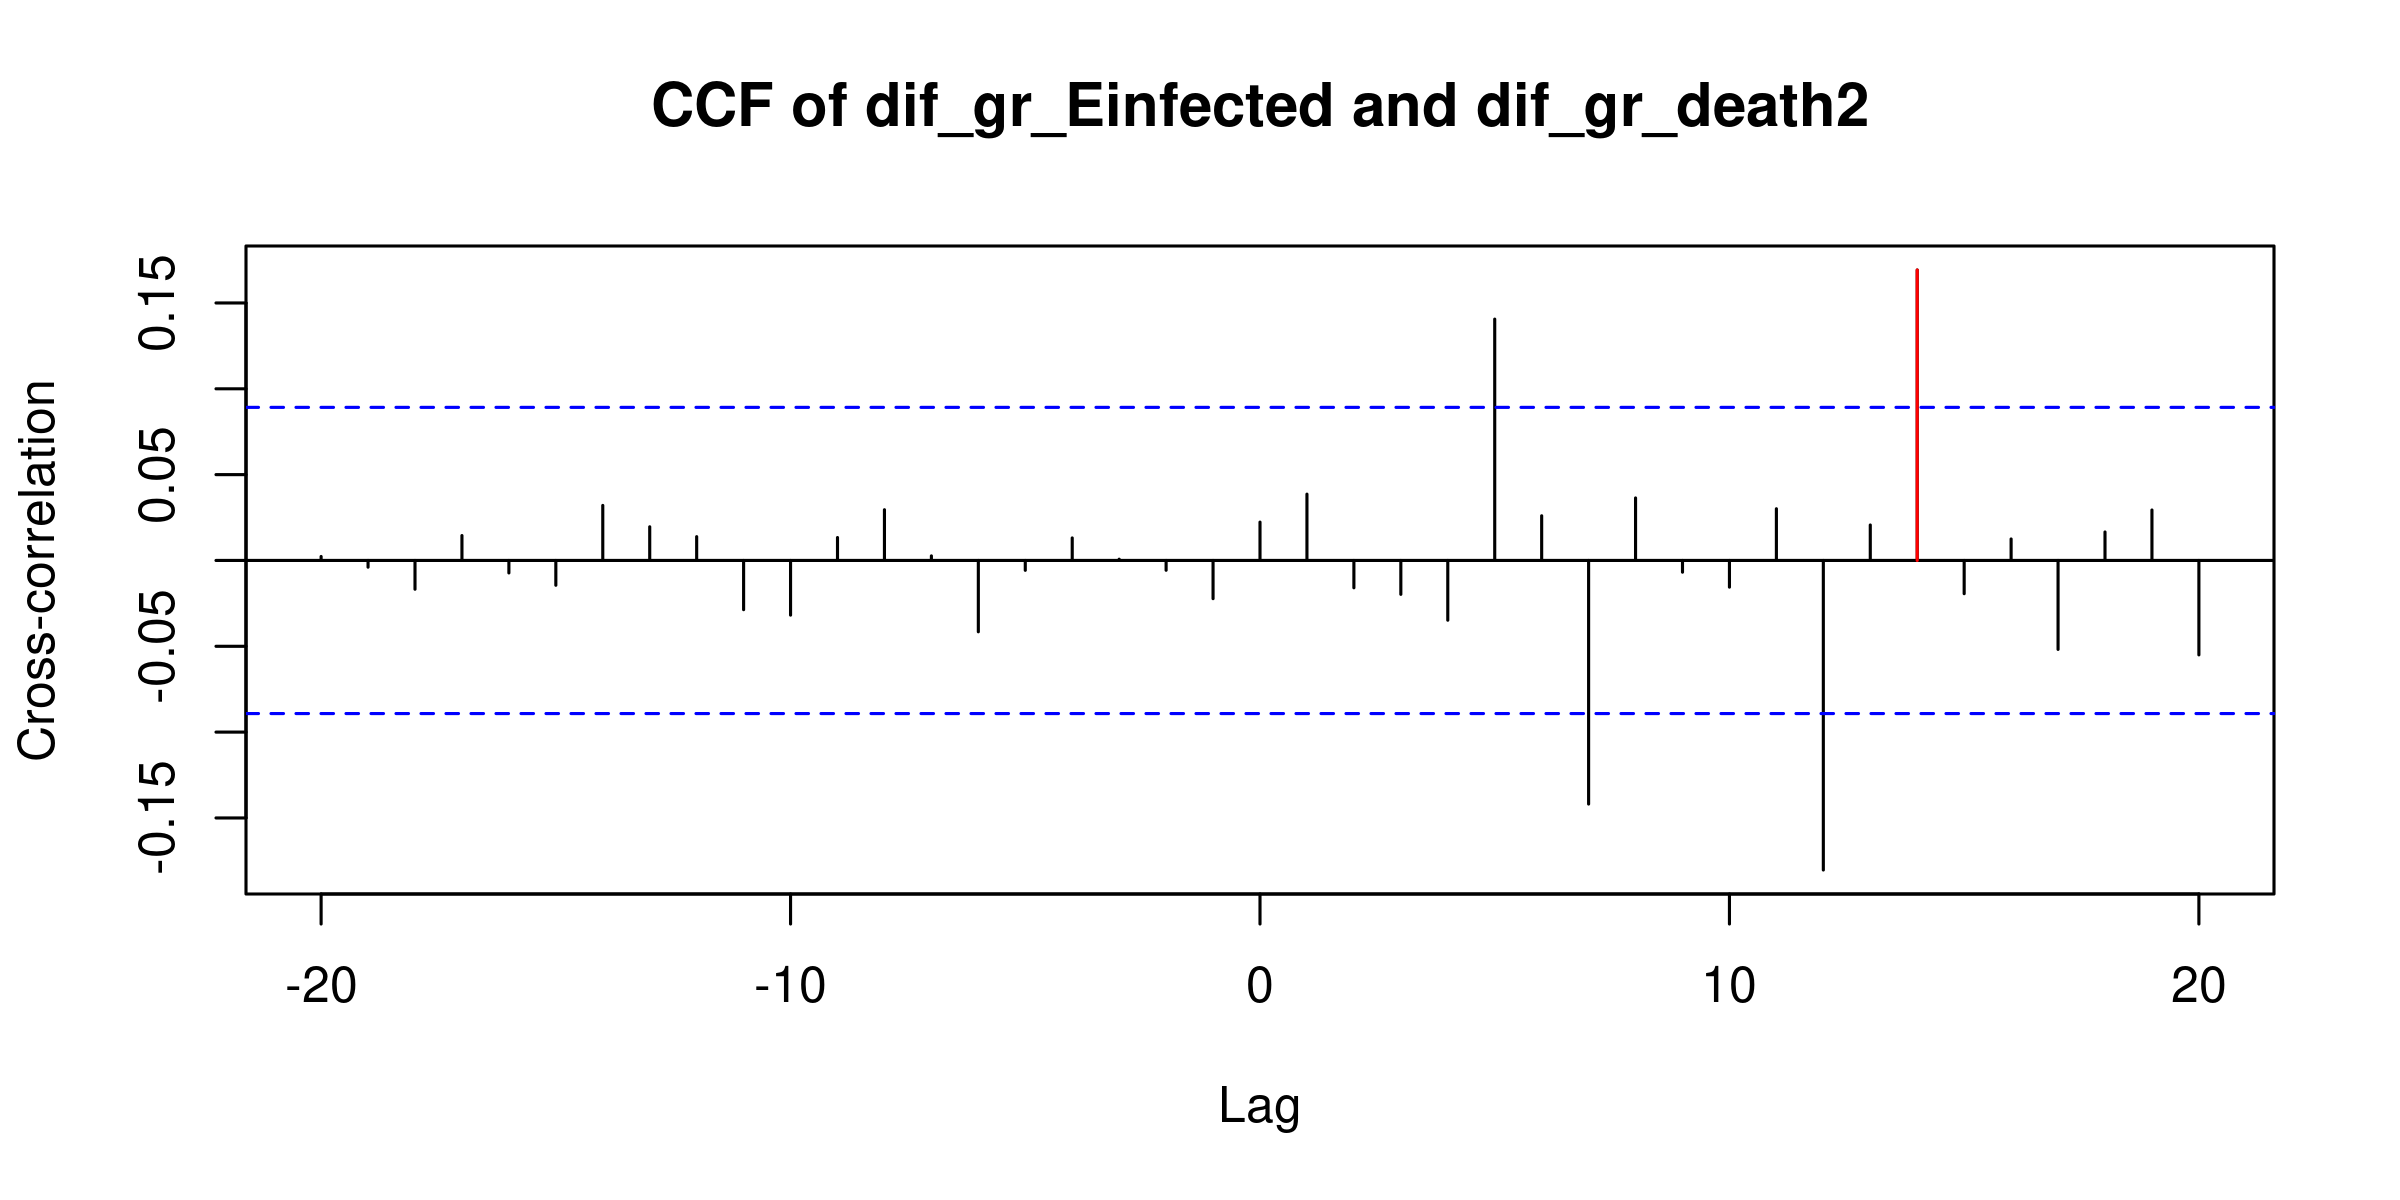 CCF of dif_gr_Einfected and dif_gr_death2
Cross-correlation
0.15
0.05
-0.05
-0.15
-20 -10 0 10 20
Lag